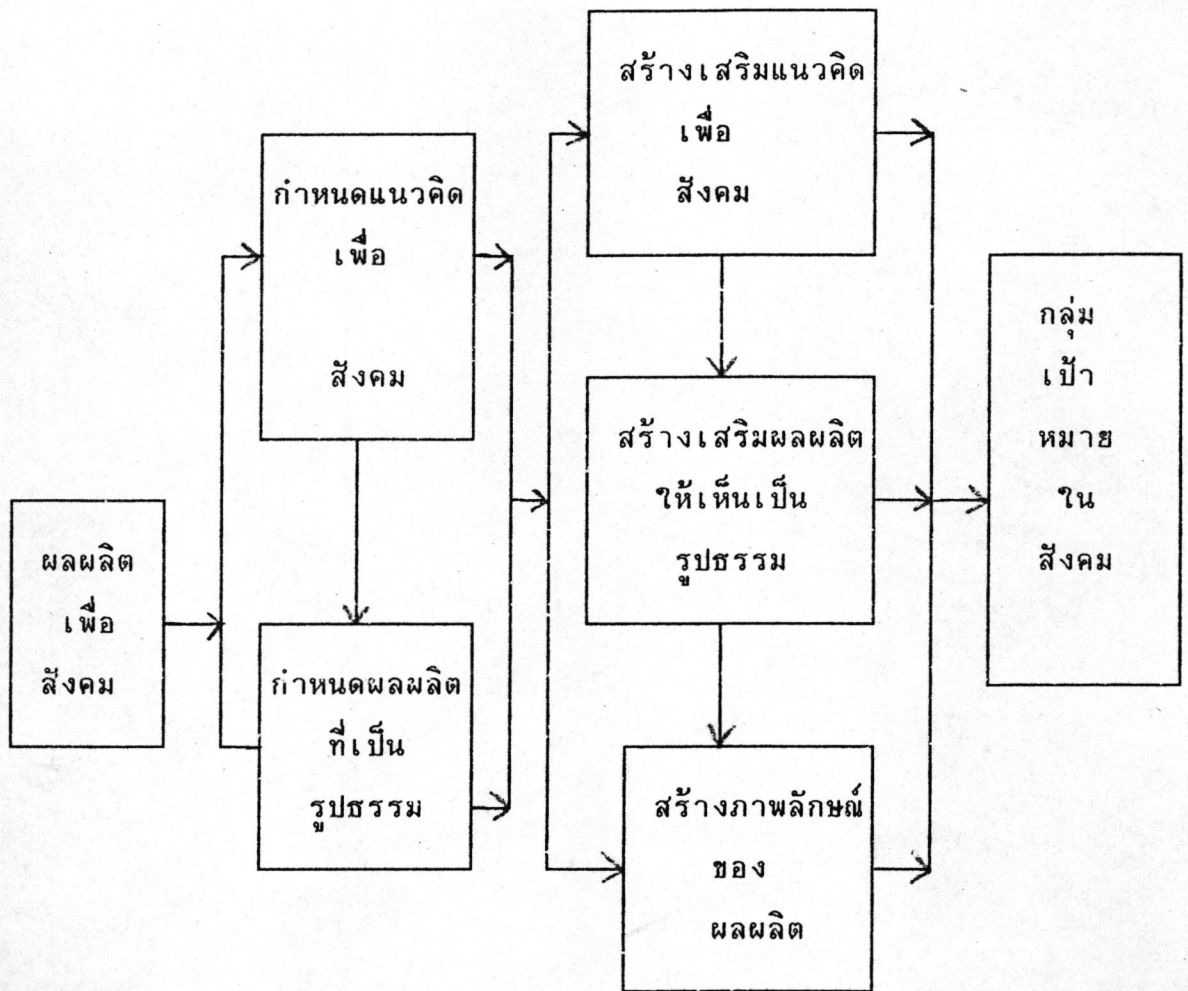 ผลผลิต
เพื่อ
สังคม
กำหนดแนวคิด
เพื่อ
สังคม
กำหนดผลผลิต
ที่เป็น
รูปธรรม
สร้างเสริมแนวคิด
เพื่อ
สังคม
สร้างเสริมผลผลิต
ให้เห็นเป็น
รูปธรรม
สร้างภาพลักษณ์
ของ
ผลผลิต
กลุ่ม
เป้า
หมาย
ใน
สังคม